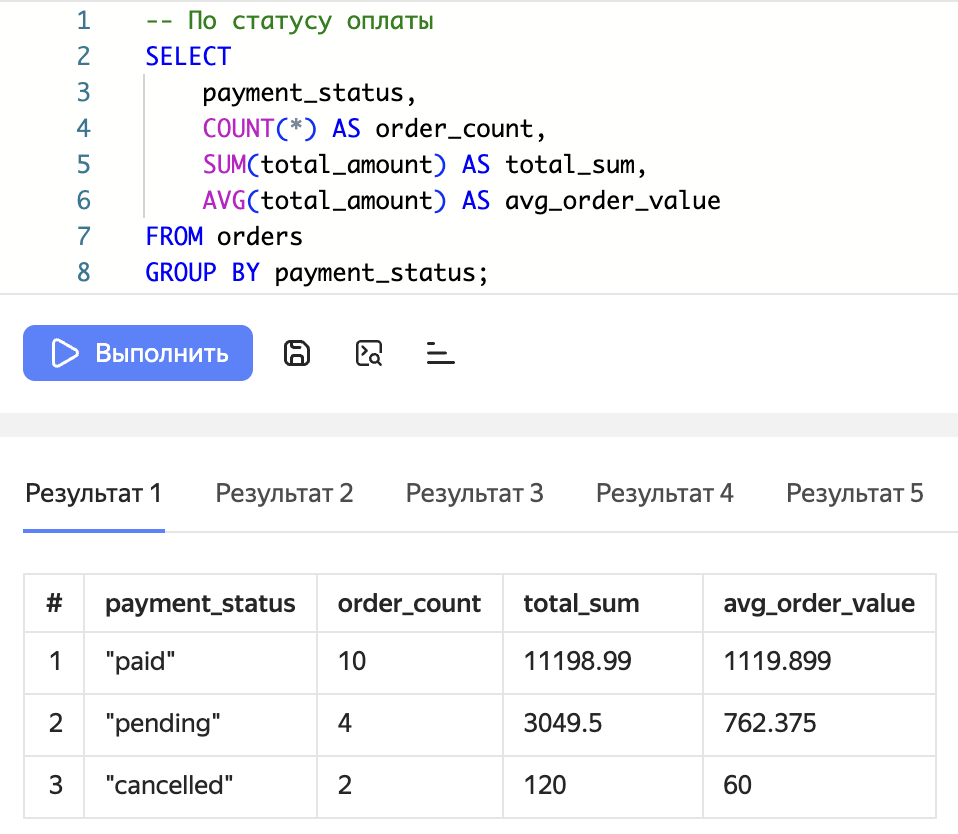 1 -- По статусу оплаты
2 SELECT
3 payment_status,
4 COUNT(*) AS order_count,
5 SUM(total_amount) AS total_sum,
6 AVG(total_amount) AS avg_order_value
7 FROM orders
8 GROUP BY payment_status;
Выполнить
Результат 1 Результат 2 Результат 3 Результат 4 Результат 5
# payment_status order_count total_sum avg_order_value
1 "paid" 10 11198.99 1119.899
2 "pending" 4 3049.5 762.375
3 "cancelled" 2 120 60